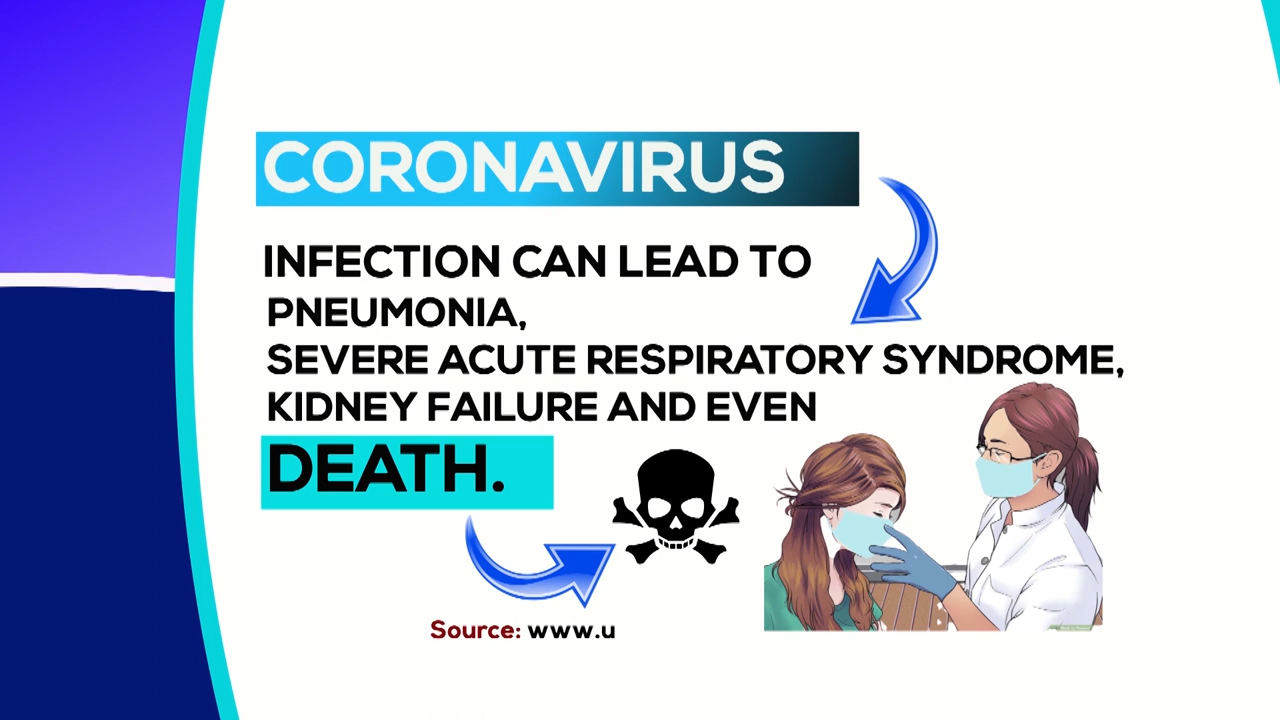 CORONAVIRUS
INFECTION CAN LEAD TO
PNEUMONIA,
SEVERE ACUTE RESPIRATORY SYNDROME,
KIDNEY FAILURE AND EVEN
DEATH.
Source: www.u